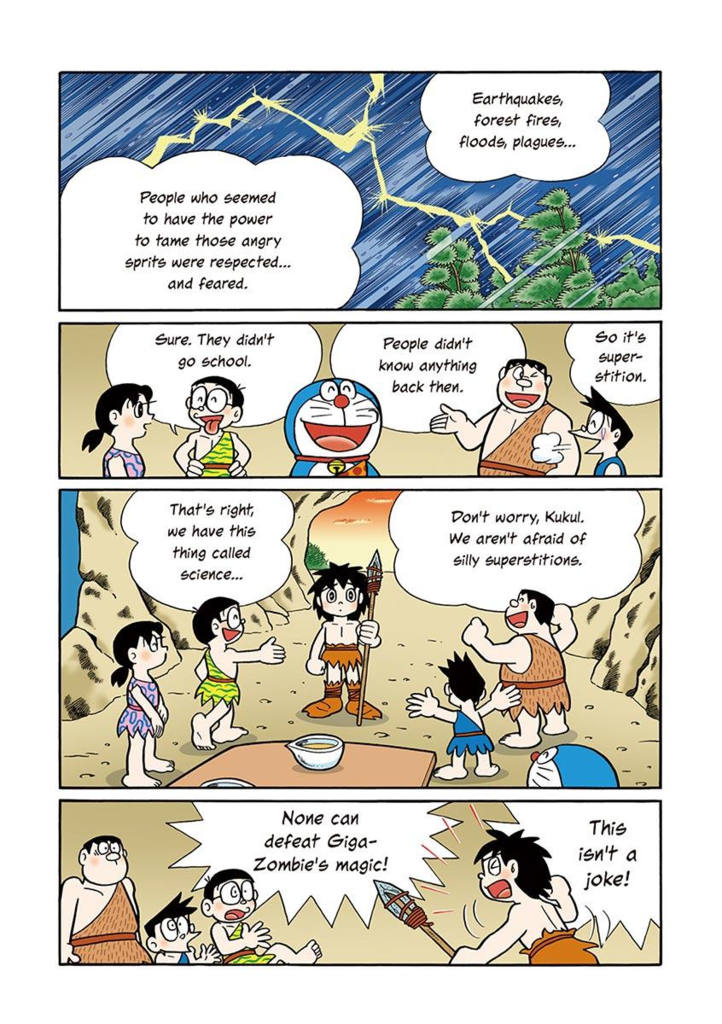 Earthquakes,
forest fires,
floods, plagues...
People who seemed
to have the power
to tame those angry
sprits were respected...
and feared.
Sure. They didn't
go school.
People didn't
know anything
back then.
So it's
super-
stition.
That's right,
we have this
thing called
science...
Don't worry, Kukul.
We aren't afraid of
silly superstitions.
None can
defeat Giga-
Zombie's magic!
This
isn't a
joke!